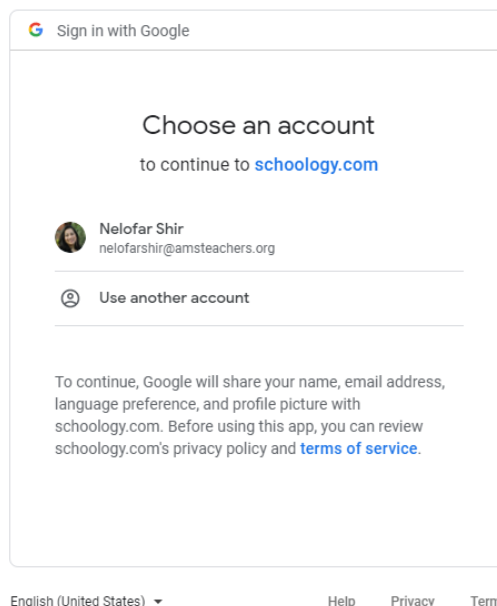 Sign in with Google
Choose an account
to continue to schoology.com
Nelofar Shir
nelofarshir@amsteachers.org
Use another account
To continue, Google will share your name, email address,
language preference, and profile picture with
schoology.com. Before using this app, you can review
schoology.com's privacy policy and terms of service.
English (United States) Help Privacy